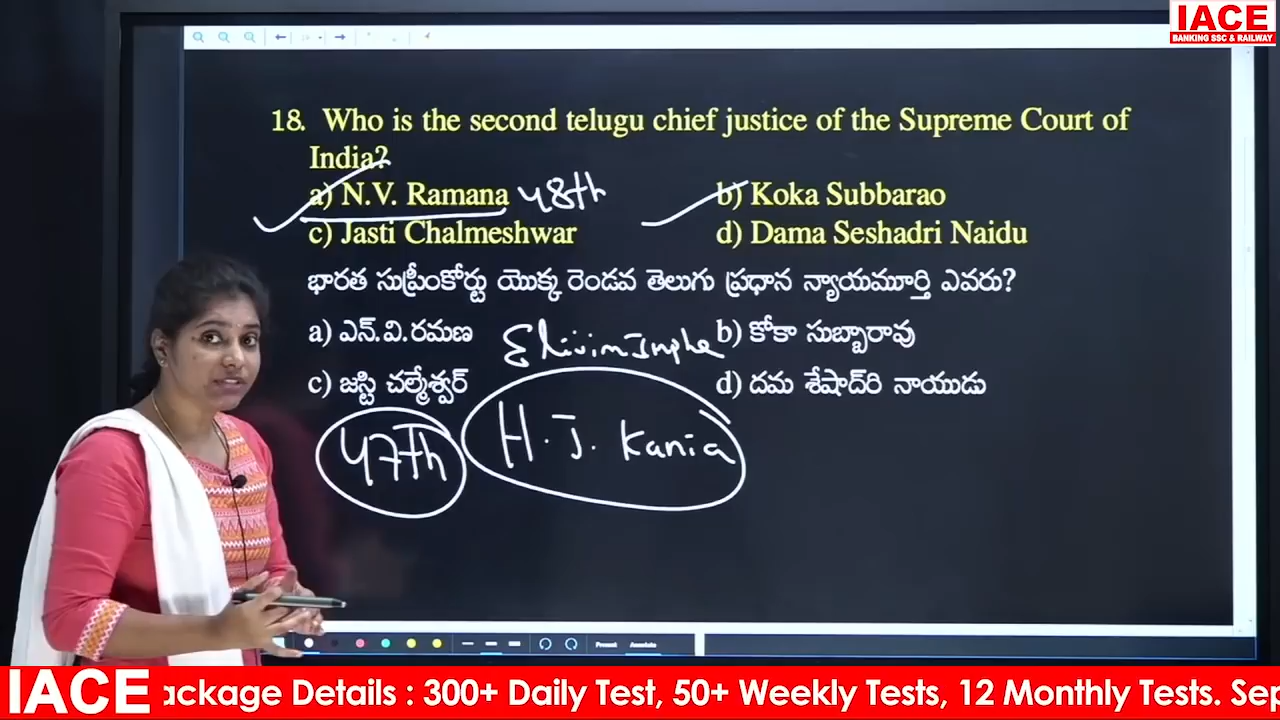 IACE
BANKING SSC & RAILWAY
18. Who is the second telugu chief justice of the Supreme Court of
India?
a) N.V. Ramana 48th
b) Koka Subbarao
c) Jasti Chalmeshwar
d) Dama Seshadri Naidu
భారత సుప్రీంకోర్టు యొక్క రెండవ తెలుగు ప్రధాన న్యాయమూర్తి ఎవరు?
a) ఎన్.వి.రమణ
b) కోకా సుబ్బారావు
c) జస్టి చల్మేశ్వర్
d) దమ శేషాద్‌రి నాయుడు
47Th
H.J. Kania
Present Annotate
IACE ackage Details : 300+ Daily Test, 50+ Weekly Tests, 12 Monthly Tests. Sep